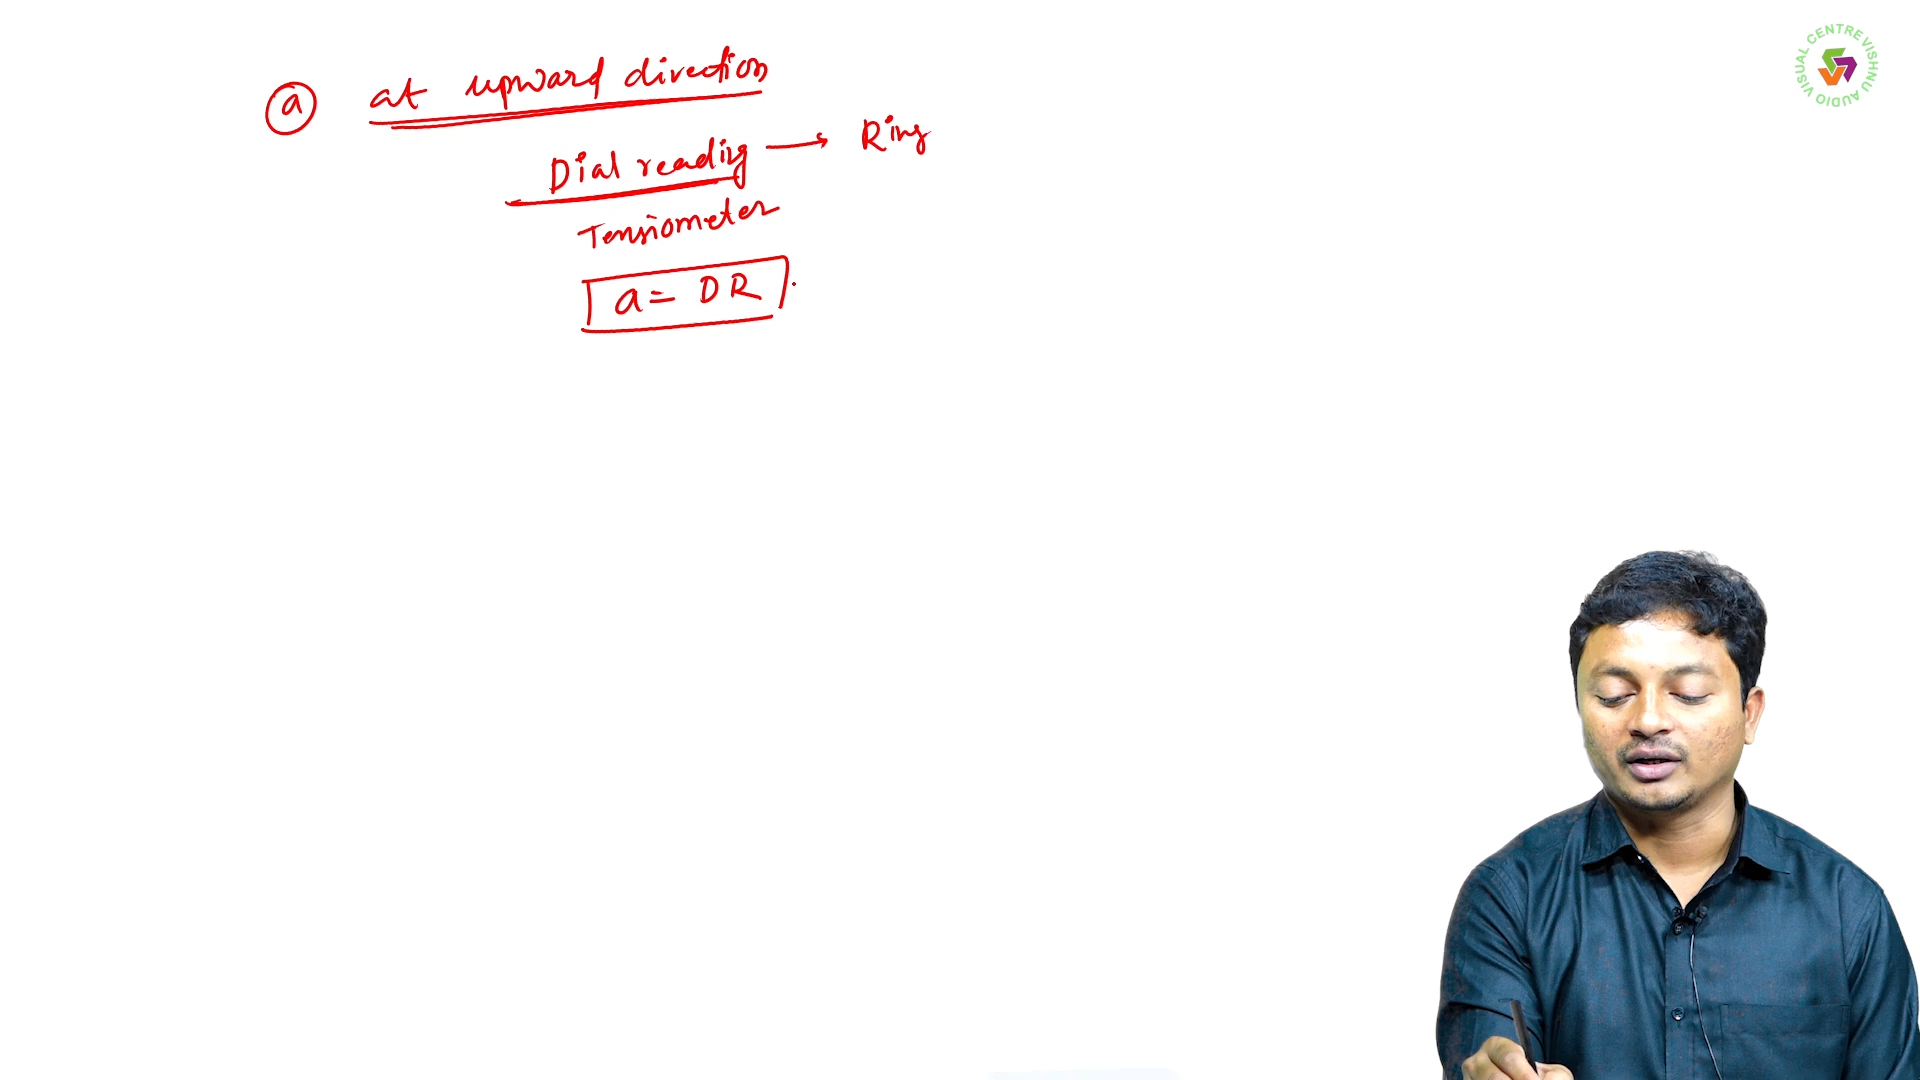 ⓐ at upward direction
Dial reading → Ring
Tensiometer
a = DR
VISHNU AUDIO VISUAL CENTRE